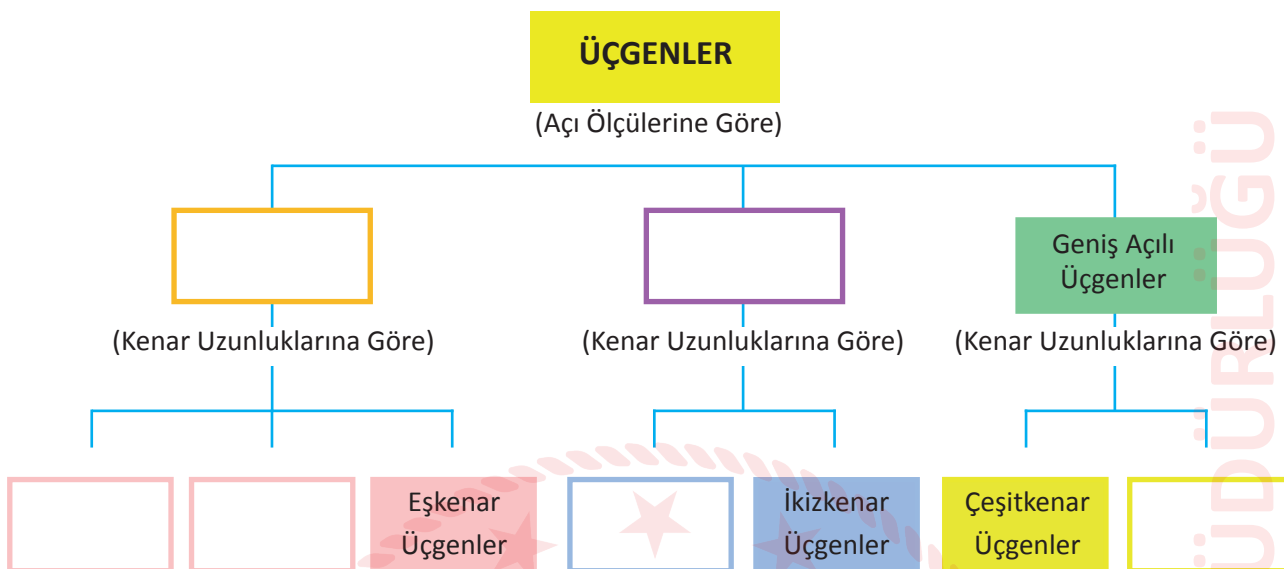 ÜÇGENLER
(Açı Ölçülerine Göre)
Geniş Açılı
Üçgenler
(Kenar Uzunluklarına Göre)
(Kenar Uzunluklarına Göre)
(Kenar Uzunluklarına Göre)
Eşkenar
Üçgenler
İkizkenar
Üçgenler
Çeşitkenar
Üçgenler
ÜDÜRLÜĞÜ